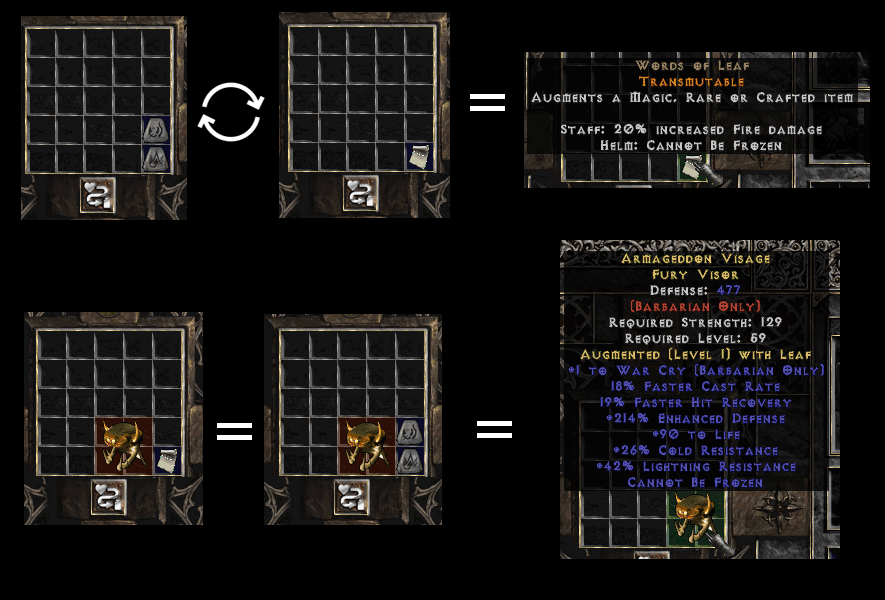 Words of Leaf
Transmutable
Augments a Magic, Rare or Crafted item
Staff: 20% increased Fire damage
Helm: Cannot Be Frozen
Armageddon Visage
Fury Visor
Defense: 477
(Barbarian Only)
Required Strength: 129
Required Level: 59
Augmented (Level 1) with Leaf
+1 to War Cry (Barbarian Only)
18% Faster Cast Rate
19% Faster Hit Recovery
+214% Enhanced Defense
+90 to Life
+26% Cold Resistance
+42% Lightning Resistance
Cannot Be Frozen